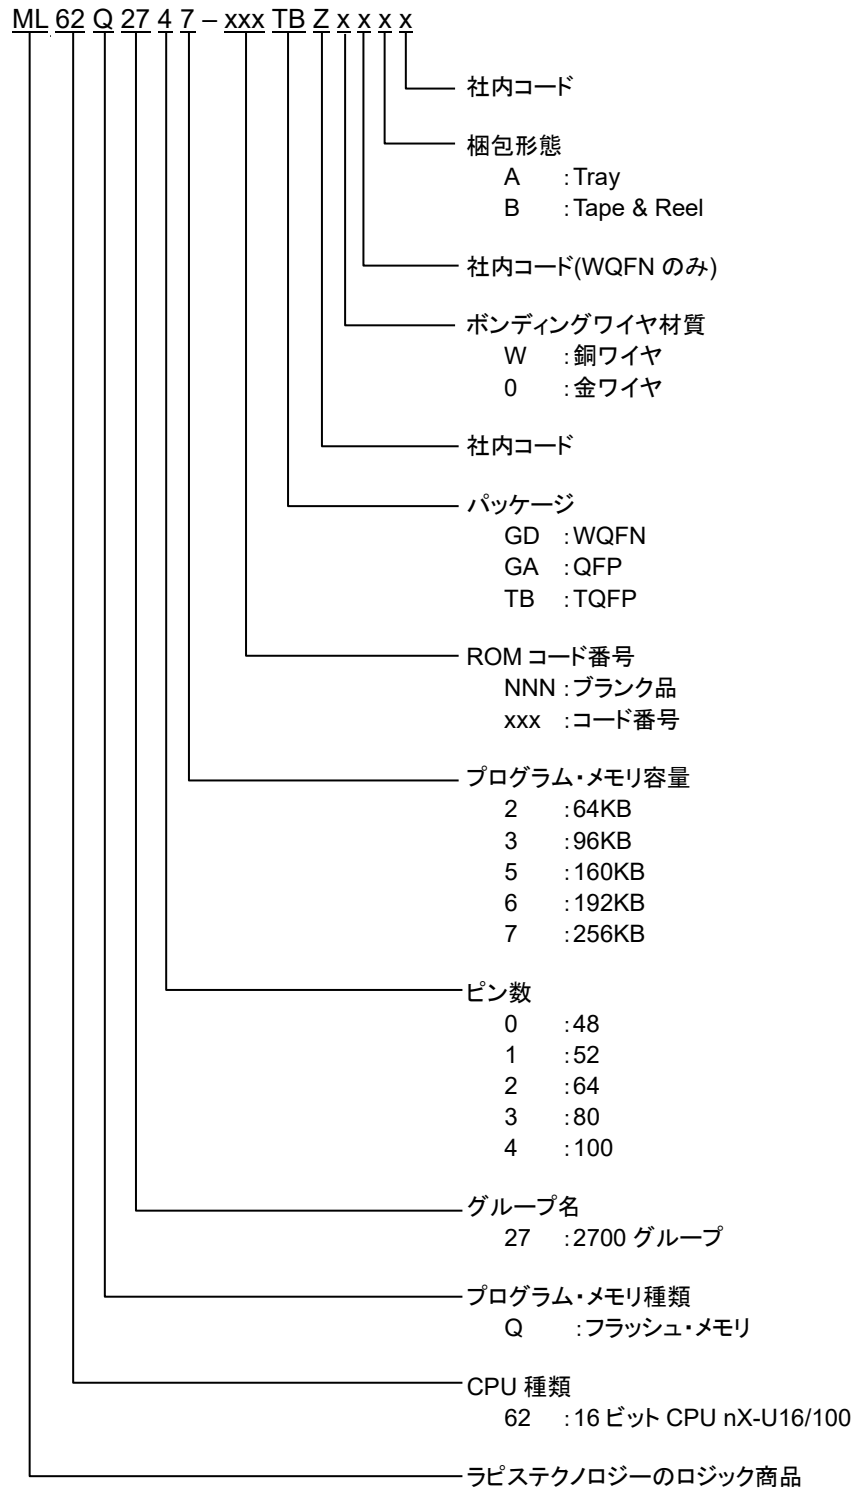 ML 62 Q 27 4 7 – xxx TB Z x x x x
社内コード
梱包形態
A :Tray
B :Tape & Reel
社内コード(WQFN のみ)
ボンディングワイヤ材質
W :銅ワイヤ
0 :金ワイヤ
社内コード
パッケージ
GD :WQFN
GA :QFP
TB :TQFP
ROM コード番号
NNN :ブランク品
xxx :コード番号
プログラム・メモリ容量
2 :64KB
3 :96KB
5 :160KB
6 :192KB
7 :256KB
ピン数
0 :48
1 :52
2 :64
3 :80
4 :100
グループ名
27 :2700 グループ
プログラム・メモリ種類
Q :フラッシュ・メモリ
CPU 種類
62 :16 ビット CPU nX-U16/100
ラピステクノロジーのロジック商品